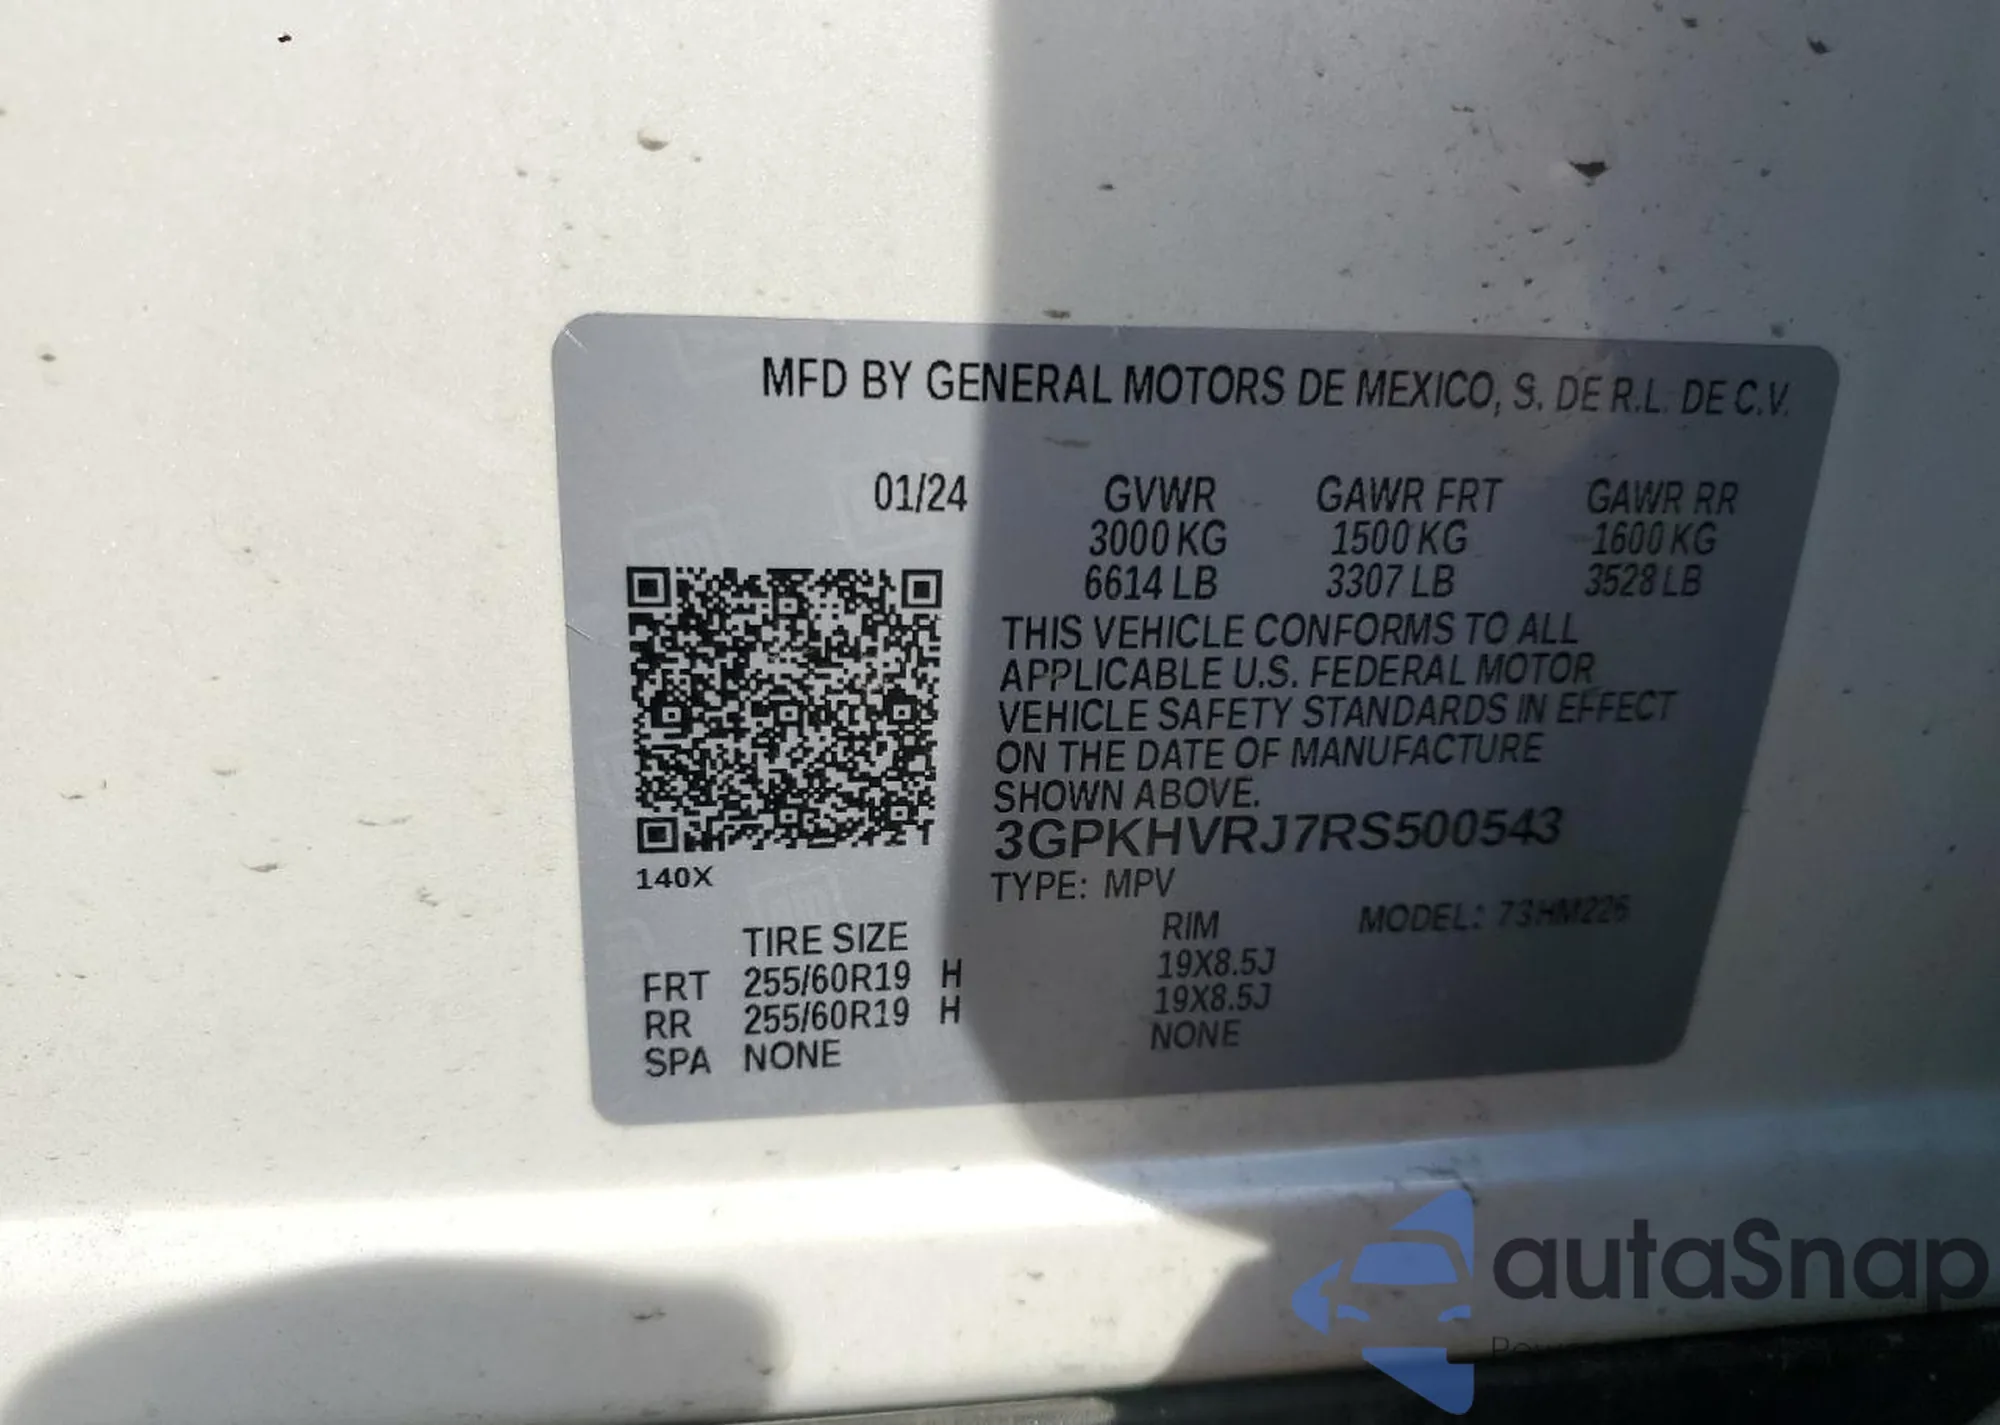 MFD BY GENERAL MOTORS DE MEXICO, S. DE R.L. DE C.V.
01/24 GVWR GAWR FRT GAWR RR
3000 KG 1500 KG 1600 KG
6614 LB 3307 LB 3528 LB
THIS VEHICLE CONFORMS TO ALL
APPLICABLE U.S. FEDERAL MOTOR
VEHICLE SAFETY STANDARDS IN EFFECT
ON THE DATE OF MANUFACTURE
SHOWN ABOVE.
3GPKHVRJ7RS500543
140X
TYPE: MPV
TIRE SIZE RIM MODEL: 73HM226
FRT 255/60R19 H 19X8.5J
RR 255/60R19 H 19X8.5J
SPA NONE NONE
autaSnap